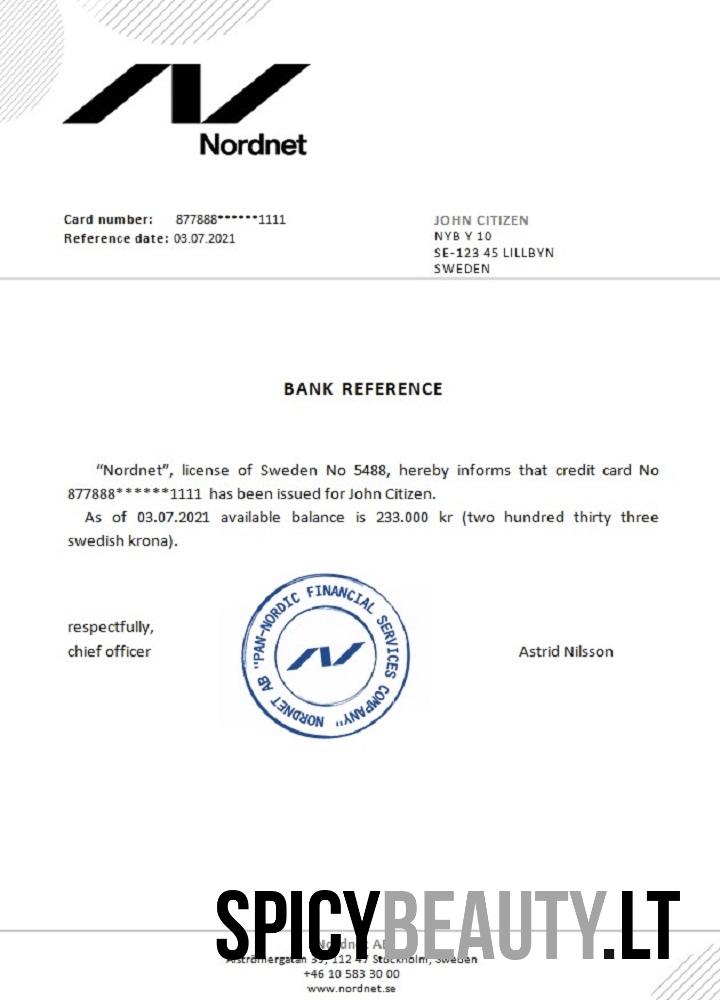 Nordnet
Card number: 877888******1111
Reference date: 03.07.2021
JOHN CITIZEN
NYB Y 10
SE-123 45 LILLBYN
SWEDEN
BANK REFERENCE
“Nordnet”, license of Sweden No 5488, hereby informs that credit card No
877888******1111 has been issued for John Citizen.
As of 03.07.2021 available balance is 233.000 kr (two hundred thirty three
swedish krona).
respectfully,
chief officer
NORDNET AB "PAN-NORDIC FINANCIAL SERVICES COMPANY"
Astrid Nilsson
SPICYBEAUTY.LT
Nordnet AB
Alströmergatan 39, 112 47 Stockholm, Sweden
+46 10 583 30 00
www.nordnet.se